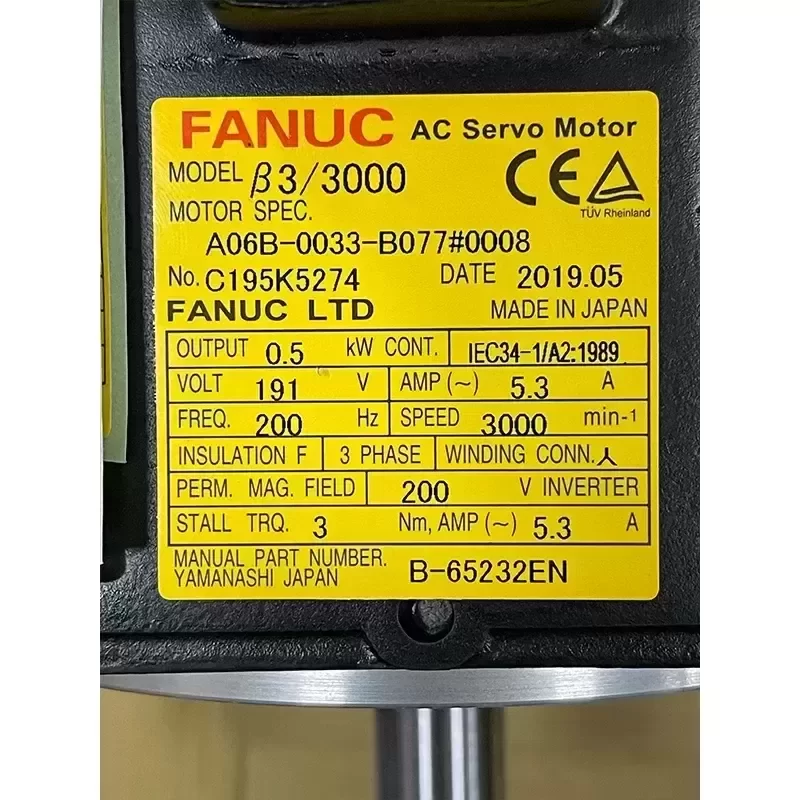 FANUC AC Servo Motor
MODEL β3/3000
CE
TÜV Rheinland
MOTOR SPEC.
A06B-0033-B077#0008
No. C195K5274 DATE 2019.05
FANUC LTD MADE IN JAPAN
OUTPUT 0.5 kW CONT. IEC34-1/A2:1989
VOLT 191 V AMP (~) 5.3 A
FREQ. 200 Hz SPEED 3000 min-1
INSULATION F 3 PHASE WINDING CONN. 人
PERM. MAG. FIELD 200 V INVERTER
STALL TRQ. 3 Nm, AMP (~) 5.3 A
MANUAL PART NUMBER.
YAMANASHI JAPAN B-65232EN